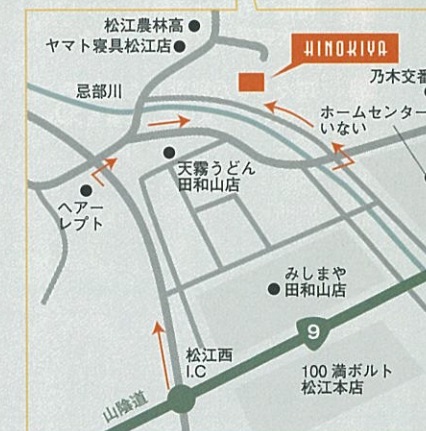 松江農林高
ヤマト寝具松江店
HINOKIYA
乃木交番
忌部川
ホームセンター
いない
天霧うどん
田和山店
ヘアー
レプト
みしまや
田和山店
9
松江西
I.C
100満ボルト
松江本店
山陰道